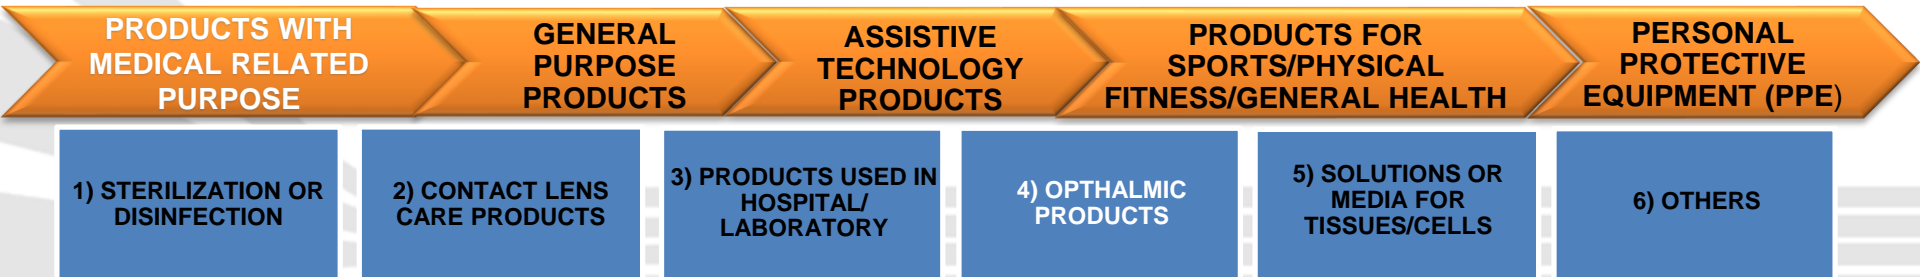 PRODUCTS WITH
MEDICAL RELATED
PURPOSE
GENERAL
PURPOSE
PRODUCTS
ASSISTIVE
TECHNOLOGY
PRODUCTS
PRODUCTS FOR
SPORTS/PHYSICAL
FITNESS/GENERAL HEALTH
PERSONAL
PROTECTIVE
EQUIPMENT (PPE)
1) STERILIZATION OR
DISINFECTION
2) CONTACT LENS
CARE PRODUCTS
3) PRODUCTS USED IN
HOSPITAL/
LABORATORY
4) OPTHALMIC
PRODUCTS
5) SOLUTIONS OR
MEDIA FOR
TISSUES/CELLS
6) OTHERS